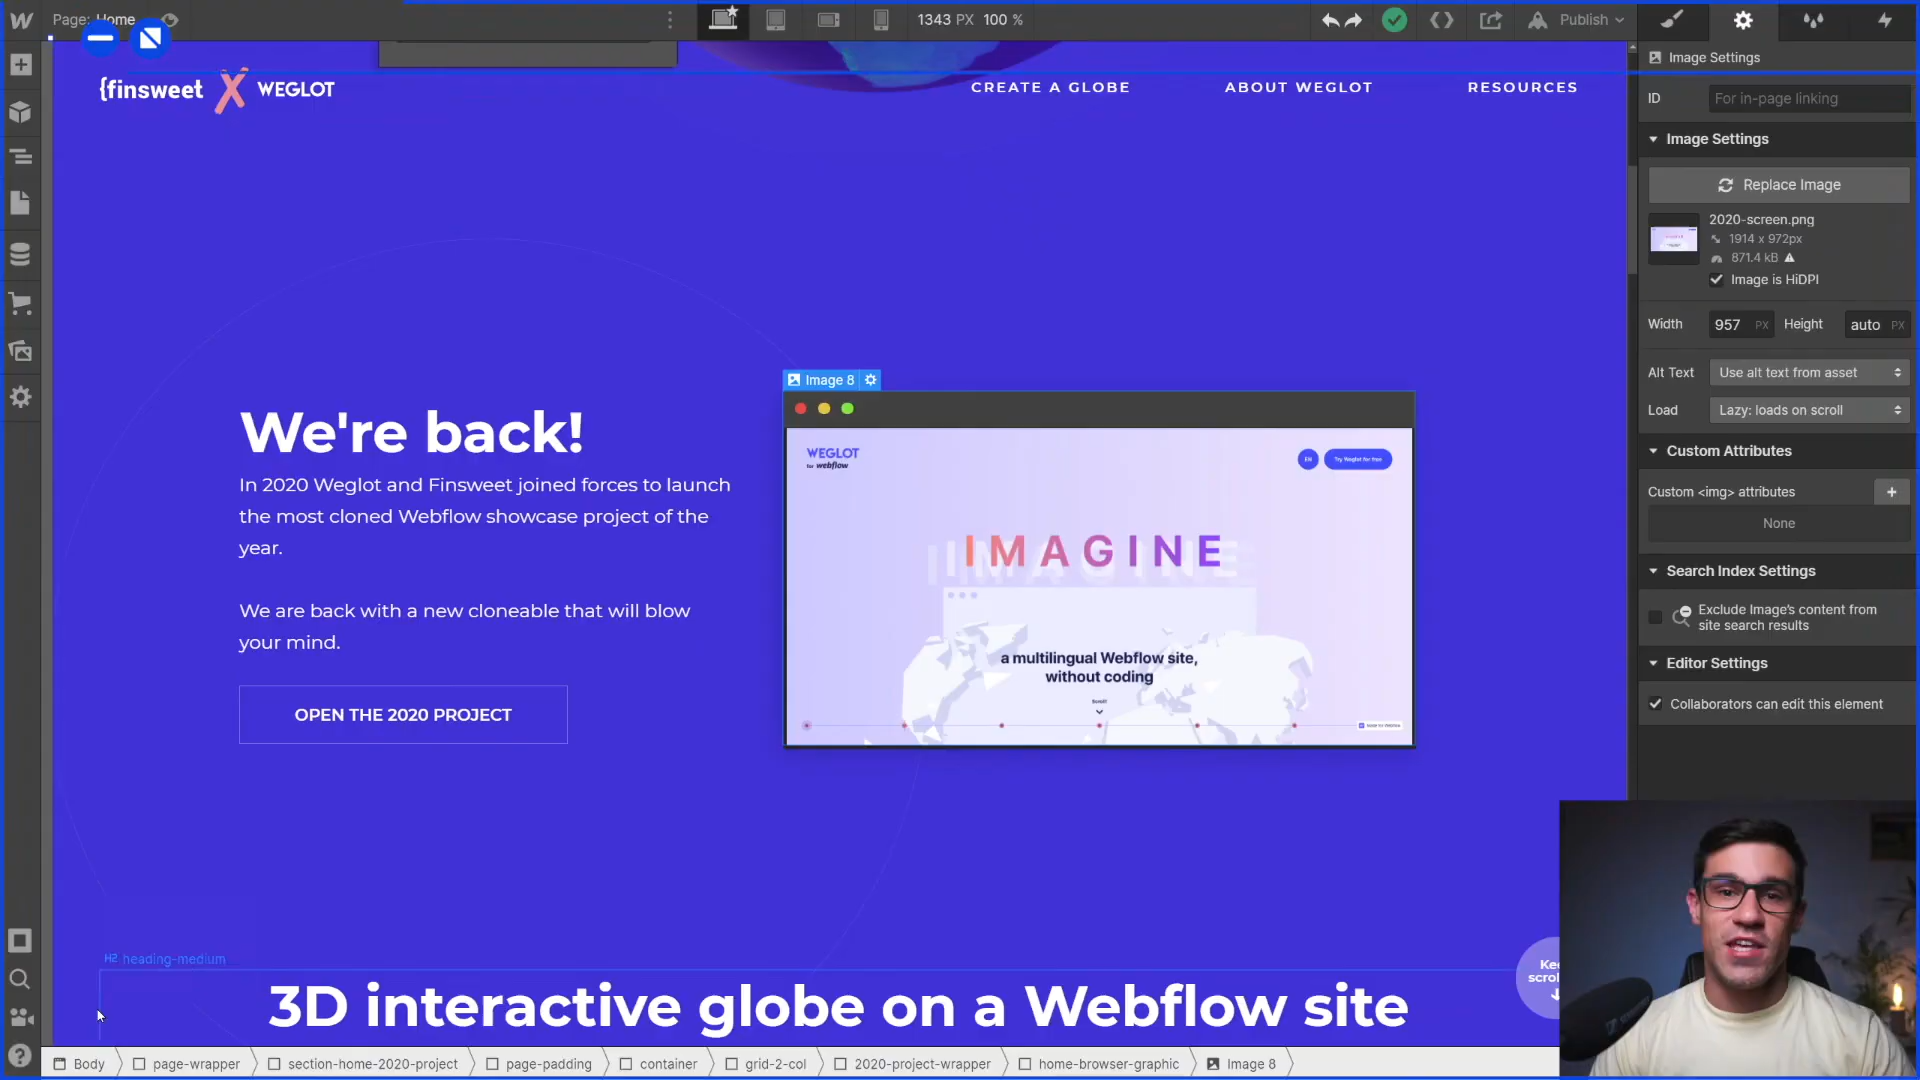 Page: Home
1343 PX 100 %
Publish
{finsweet X WEGLOT
CREATE A GLOBE
ABOUT WEGLOT
RESOURCES
We're back!
In 2020 Weglot and Finsweet joined forces to launch
the most cloned Webflow showcase project of the
year.
We are back with a new cloneable that will blow
your mind.
OPEN THE 2020 PROJECT
Image 8
WEGLOT
for webflow
EN
Try Weglot for free
IMAGINE
a multilingual Webflow site,
without coding
Scroll
H2 heading-medium
3D interactive globe on a Webflow site
Body
page-wrapper
section-home-2020-project
page-padding
container
grid-2-col
2020-project-wrapper
home-browser-graphic
Image 8
Image Settings
ID
For in-page linking
Image Settings
Replace Image
2020-screen.png
1914 x 972px
871.4 kB
Image is HiDPI
Width 957 PX Height auto PX
Alt Text Use alt text from asset
Load Lazy: loads on scroll
Custom Attributes
Custom <img> attributes
None
Search Index Settings
Exclude Image's content from
site search results
Editor Settings
Collaborators can edit this element